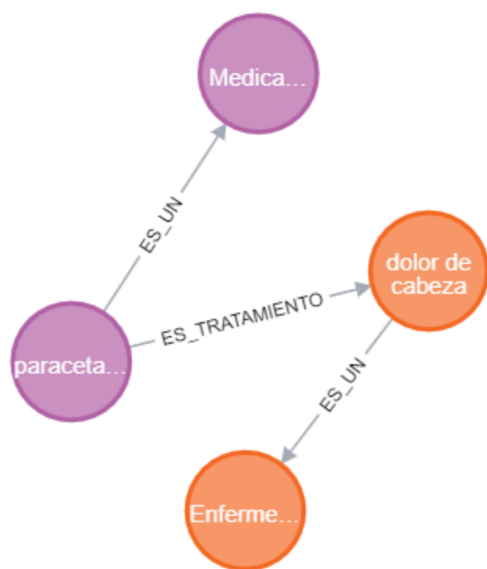 Medica...
ES_UN
dolor de
cabeza
ES_TRATAMIENTO
paraceta...
ES_UN
Enferme...